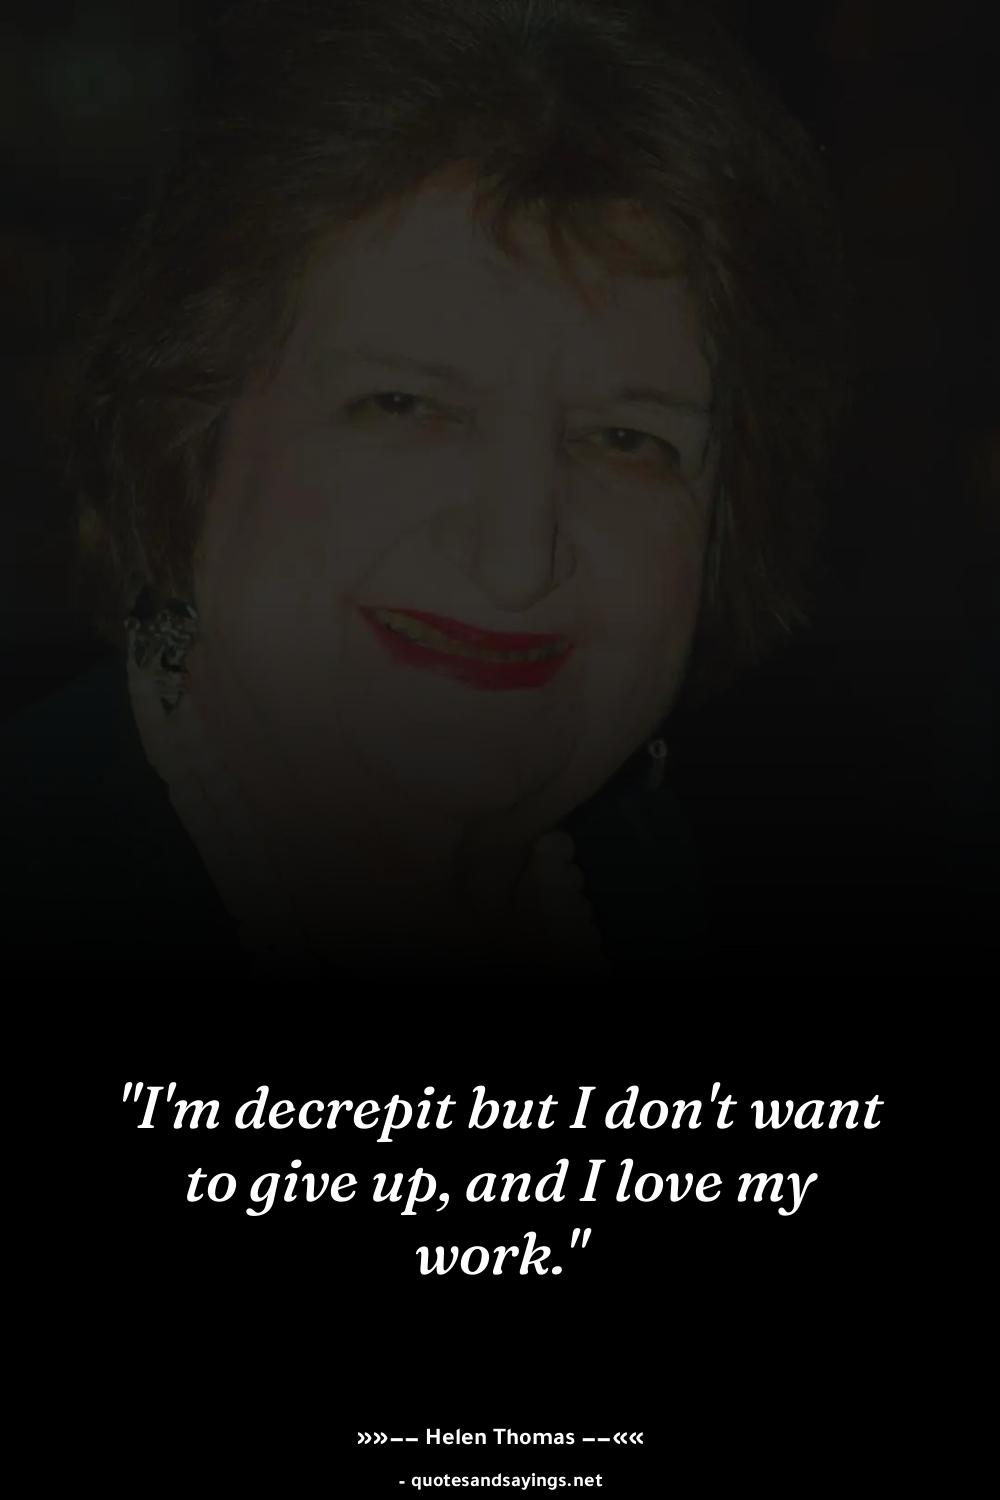 "I'm decrepit but I don't want
to give up, and I love my
work."
»»–– Helen Thomas ––««
- quotesandsayings.net